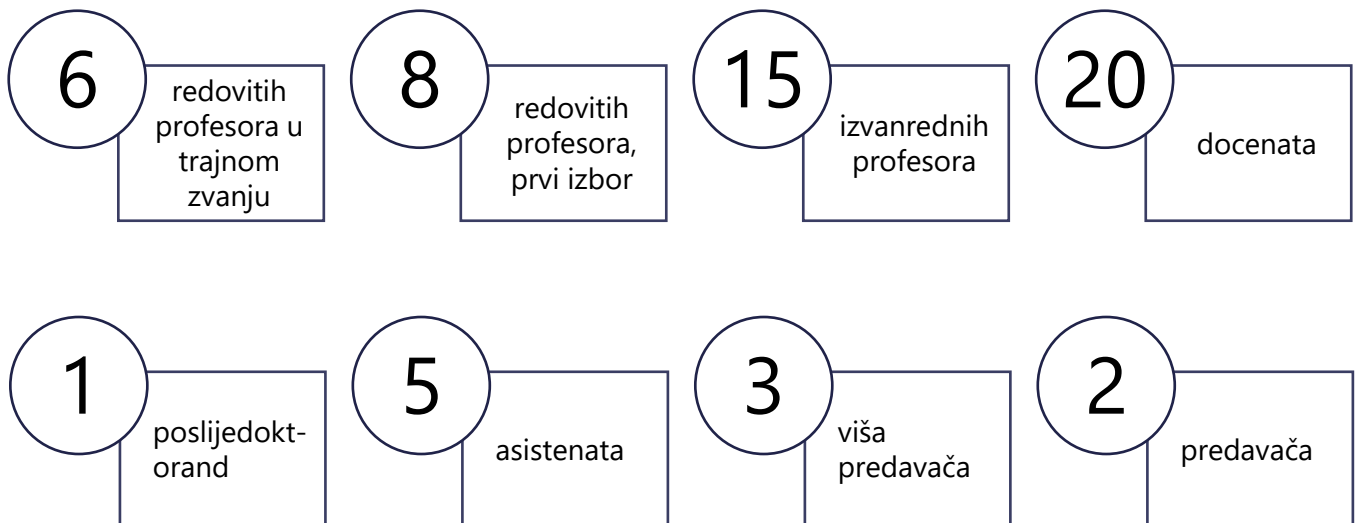 6
redovitih
profesora u
trajnom
zvanju
8
redovitih
profesora,
prvi izbor
15
izvanrednih
profesora
20
docenata
1
poslijedokt-
orand
5
asistenata
3
viša
predavača
2
predavača